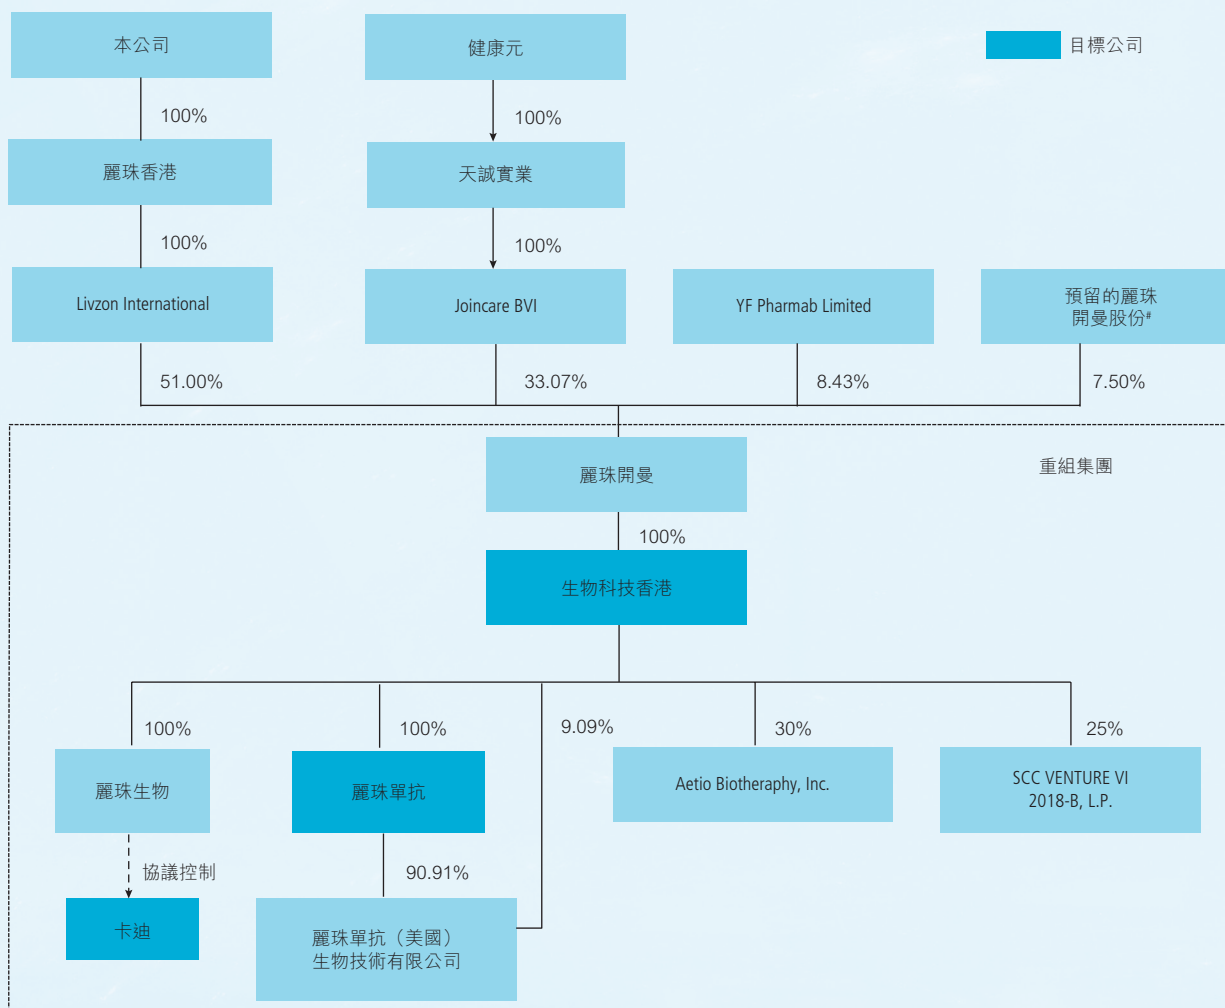 本公司
健康元
目標公司
100%
100%
麗珠香港
天誠實業
100%
100%
Livzon International
Joincare BVI
YF Pharmab Limited
預留的麗珠
開曼股份#
51.00%
33.07%
8.43%
7.50%
麗珠開曼
重組集團
100%
生物科技香港
100%
100%
9.09%
30%
25%
麗珠生物
麗珠單抗
Aetio Biotheraphy, Inc.
SCC VENTURE VI
2018-B, L.P.
協議控制
90.91%
卡迪
麗珠單抗（美國）
生物技術有限公司